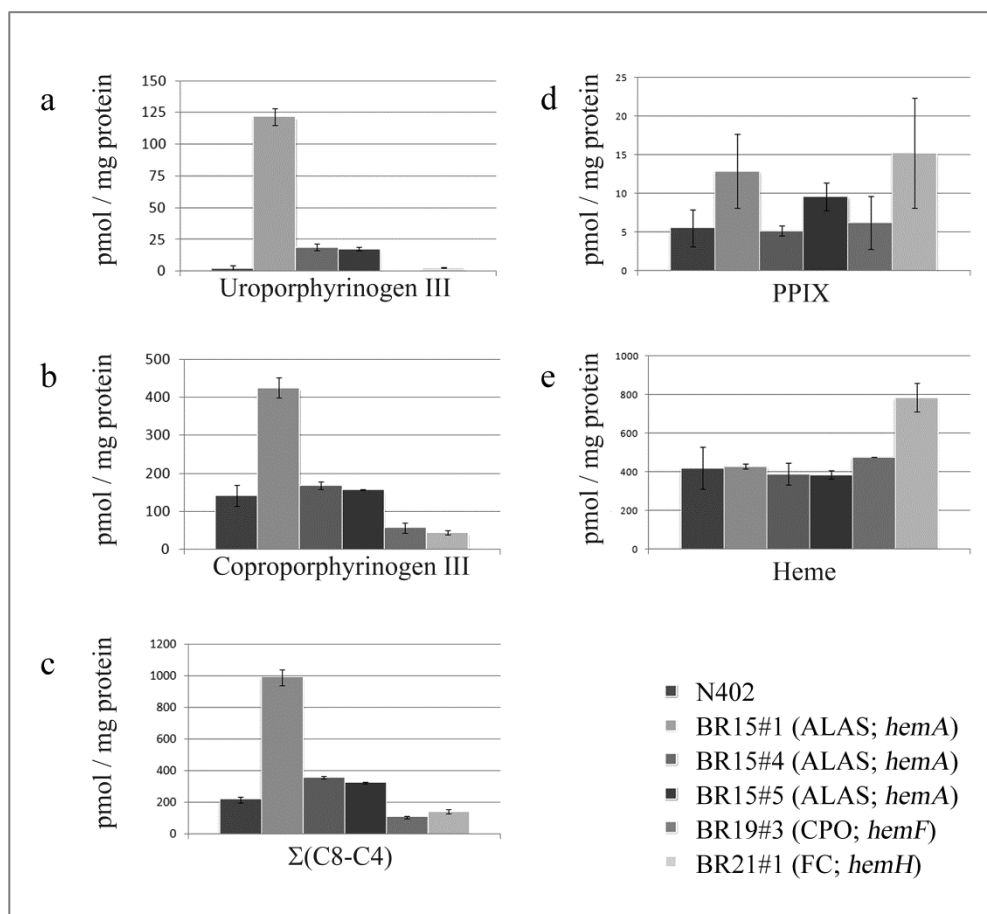 a
pmol / mg protein
150
125
100
75
50
25
0
Uroporphyrinogen III
b
pmol / mg protein
500
400
300
200
100
0
Coproporphyrinogen III
c
pmol / mg protein
1200
1000
800
600
400
200
0
Σ(C8-C4)
d
pmol / mg protein
25
20
15
10
5
0
PPIX
e
pmol / mg protein
1000
800
600
400
200
0
Heme
N402
BR15#1 (ALAS; hemA)
BR15#4 (ALAS; hemA)
BR15#5 (ALAS; hemA)
BR19#3 (CPO; hemF)
BR21#1 (FC; hemH)